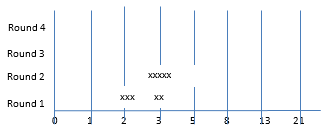 Round 4
Round 3
Round 2 xxxxx
Round 1 xxx xx
0 1 2 3 5 8 13 21